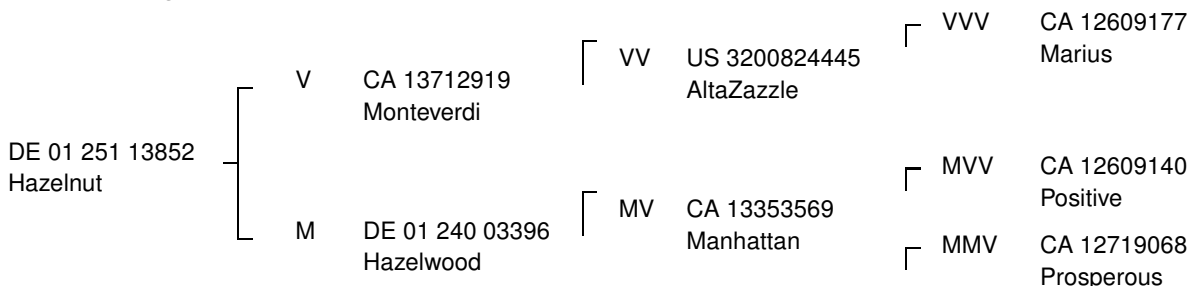 VVV CA 12609177
Marius
VV US 3200824445
AltaZazzle
V CA 13712919
Monteverdi
DE 01 251 13852
Hazelnut
MVV CA 12609140
Positive
MV CA 13353569
Manhattan
M DE 01 240 03396
Hazelwood
MMV CA 12719068
Prosperous